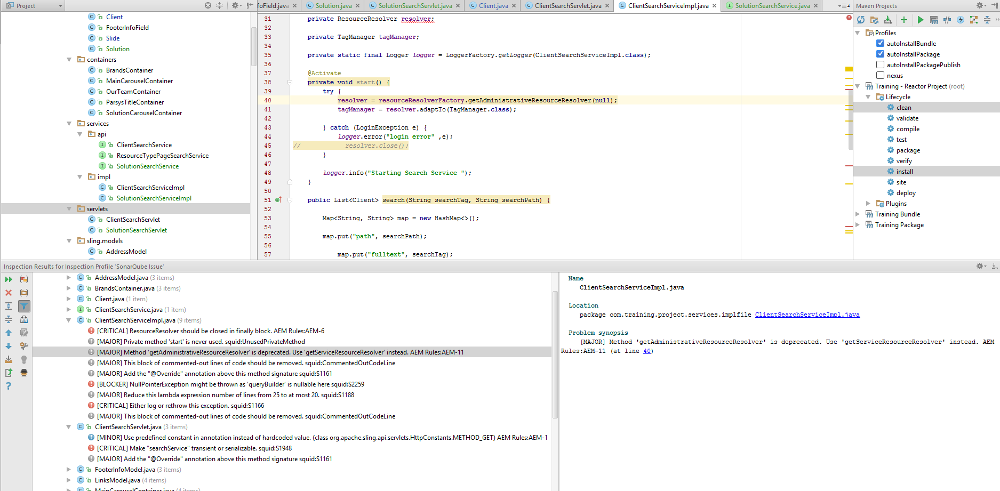 Project
foField.java
Solution.java
SolutionSearchServlet.java
Client.java
ClientSearchServlet.java
ClientSearchServiceImpl.java
SolutionSearchService.java
4
Maven Projects
Client
FooterInfoField
Slide
Solution
containers
BrandsContainer
MainCarouselContainer
OurTeamContainer
ParsysTitleContainer
SolutionCarouselContainer
services
api
ClientSearchService
ResourceTypePageSearchService
SolutionSearchService
impl
ClientSearchServiceImpl
SolutionSearchServiceImpl
servlets
ClientSearchServlet
SolutionSearchServlet
sling.models
AddressModel
31 private ResourceResolver resolver;
32
33 private TagManager tagManager;
34
35 private static final Logger logger = LoggerFactory.getLogger(ClientSearchServiceImpl.class);
36
37 @Activate
38 private void start() {
39 try {
40 resolver = resourceResolverFactory.getAdministrativeResourceResolver(null);
41 tagManager = resolver.adaptTo(TagManager.class);
42
43 } catch (LoginException e) {
44 logger.error("login error" ,e);
45 // resolver.close();
46 }
47
48 logger.info("Starting Search Service ");
49 }
50
51 public List<Client> search(String searchTag, String searchPath) {
52
53 Map<String, String> map = new HashMap<>();
54
55 map.put("path", searchPath);
56
57 map.put("fulltext", searchTag);
Profiles
autoInstallBundle
autoInstallPackage
autoInstallPackagePublish
nexus
Training - Reactor Project (root)
Lifecycle
clean
validate
compile
test
package
verify
install
site
deploy
Plugins
Training Bundle
Training Package
Inspection Results for Inspection Profile 'SonarQube Issue'
AddressModel.java (3 items)
BrandsContainer.java (3 items)
Client.java (1 item)
ClientSearchService.java (1 item)
ClientSearchServiceImpl.java (9 items)
[CRITICAL] ResourceResolver should be closed in finally block. AEM Rules:AEM-6
[MAJOR] Private method 'start' is never used. squid:UnusedPrivateMethod
[MAJOR] Method 'getAdministrativeResourceResolver' is deprecated. Use 'getServiceResourceResolver' instead. AEM Rules:AEM-11
[MAJOR] This block of commented-out lines of code should be removed. squid:CommentedOutCodeLine
[MAJOR] Add the "@Override" annotation above this method signature squid:S1161
[BLOCKER] NullPointerException might be thrown as 'queryBuilder' is nullable here squid:S2259
[MAJOR] Reduce this lambda expression number of lines from 25 to at most 20. squid:S1188
[CRITICAL] Either log or rethrow this exception. squid:S1166
[MAJOR] This block of commented-out lines of code should be removed. squid:CommentedOutCodeLine
ClientSearchServlet.java (3 items)
[MINOR] Use predefined constant in annotation instead of hardcoded value. (class org.apache.sling.api.servlets.HttpConstants.METHOD_GET) AEM Rules:AEM-1
[CRITICAL] Make "searchService" transient or serializable. squid:S1948
[MAJOR] Add the "@Override" annotation above this method signature squid:S1161
FooterInfoModel.java (3 items)
LinksModel.java (4 items)
MainCarouselContainer.java (4 items)
Name
ClientSearchServiceImpl.java
Location
package com.training.project.services.implfile ClientSearchServiceImpl.java
Problem synopsis
[MAJOR] Method 'getAdministrativeResourceResolver' is deprecated. Use 'getServiceResourceResolver' instead. AEM
Rules:AEM-11 (at line 40)